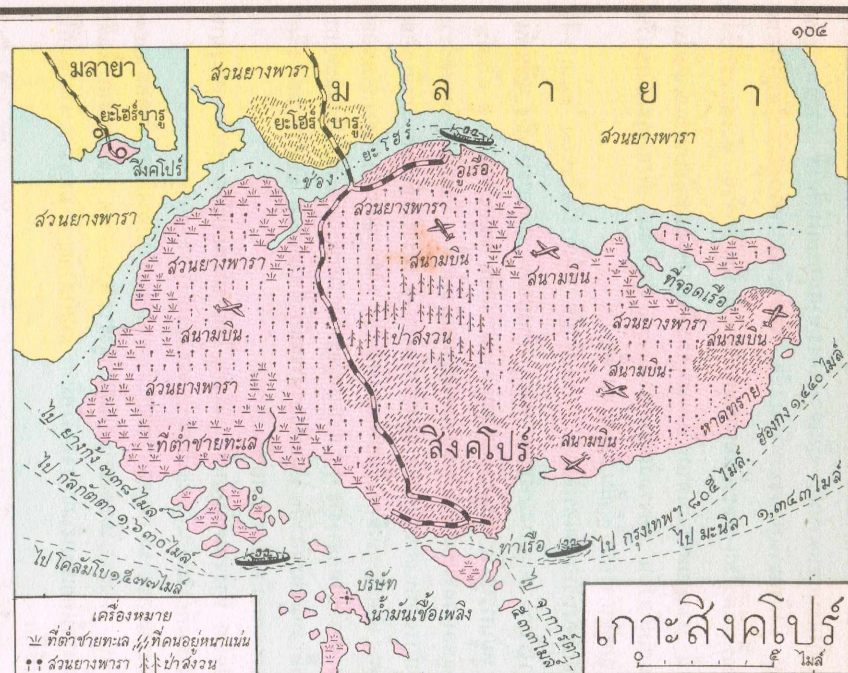 ๑๐๔
มลายา
ยะโฮร์บารู
สิงคโปร์
สวนยางพารา
มลายา
ยะโฮร์ บารู
สวนยางพารา
ช่อง ยะโฮร์
อู่เรือ
สวนยางพารา
สวนยางพารา
สวนยางพารา
สนามบิน
สนามบิน
ที่จอดเรือ
สนามบิน
ป่าสงวน
สวนยางพารา
สนามบิน
สวนยางพารา
สนามบิน
หาดทราย
ที่ต่ำชายทะเล
สิงคโปร์
สนามบิน
ไป ย่างกุ้ง ๗๓๘ ไมล์
ไป กลักัตตา ๑,๖๓๐ ไมล์
ไป โคลัมโบ ๑,๕๗๗ ไมล์
ท่าเรือ
ไป กรุงเทพฯ ๘๐๕ ไมล์. ฮ่องกง ๑,๔๔๐ ไมล์
ไป มะนิลา ๑,๓๔๓ ไมล์
ไป จาการ์ตา
๕๓๓ ไมล์
บริษัท
น้ำมันเชื้อเพลิง
เครื่องหมาย
ที่ต่ำชายทะเล ที่คนอยู่หนาแน่น
สวนยางพารา ป่าสงวน
เกาะสิงคโปร์
๐ ๕ ไมล์